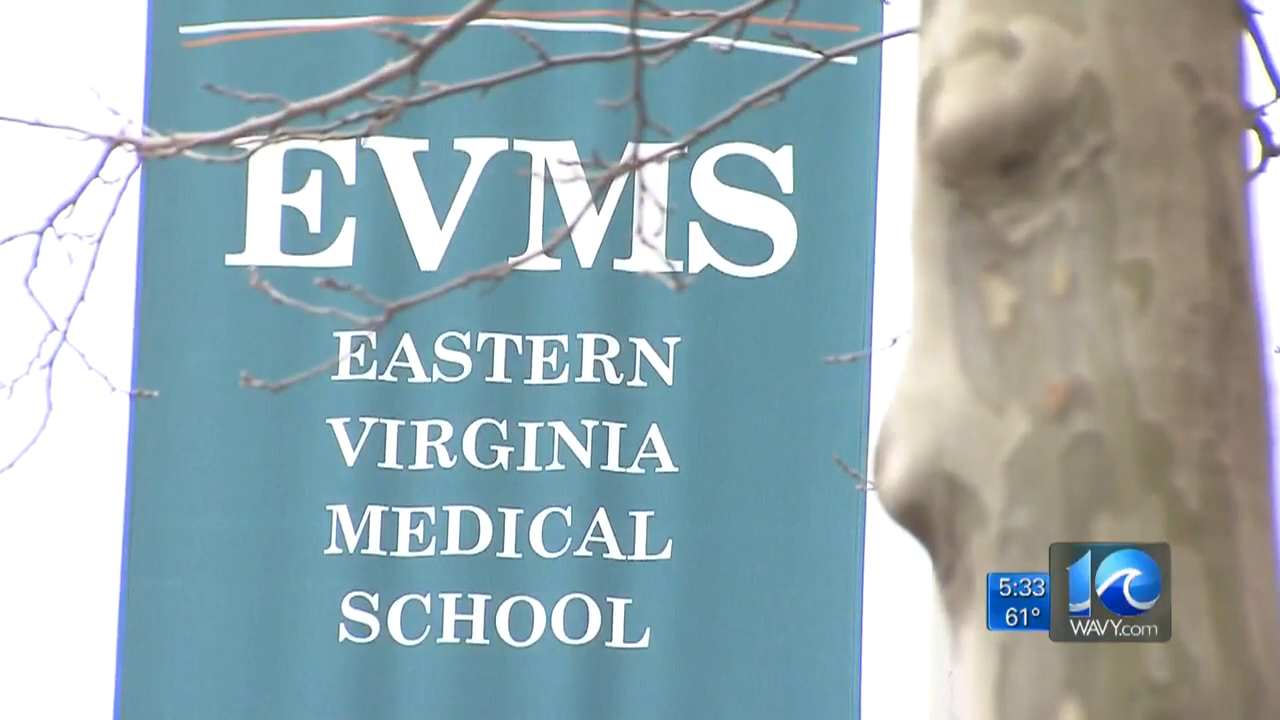 EVMS
EASTERN
VIRGINIA
MEDICAL
SCHOOL
5:33
61°
10
WAVY.com